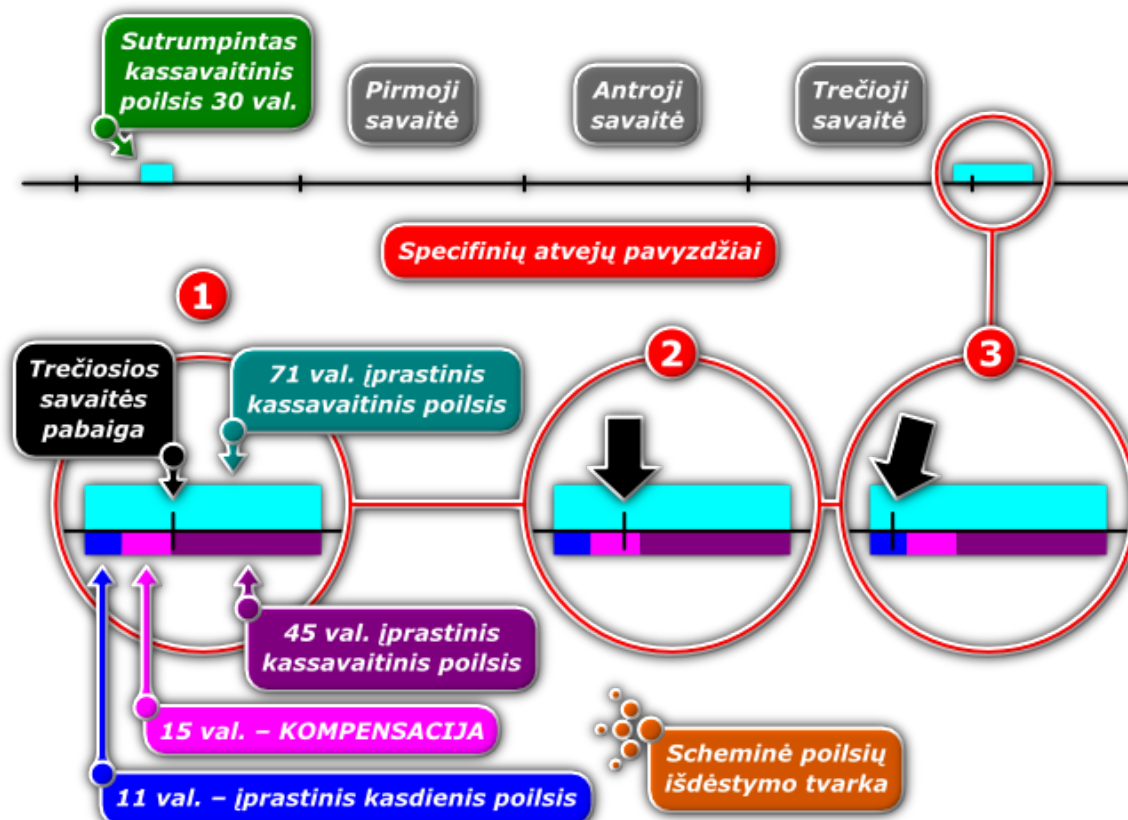 Sutrumpintas
kassavaitinis
poilsis 30 val.
Pirmoji
savaitė
Antroji
savaitė
Trečioji
savaitė
Specifinių atvejų pavyzdžiai
1
Trečiosios
savaitės
pabaiga
71 val. įprastinis
kassavaitinis poilsis
2
3
45 val. įprastinis
kassavaitinis poilsis
15 val. – KOMPENSACIJA
11 val. – įprastinis kasdienis poilsis
Scheminė poilsių
išdėstymo tvarka